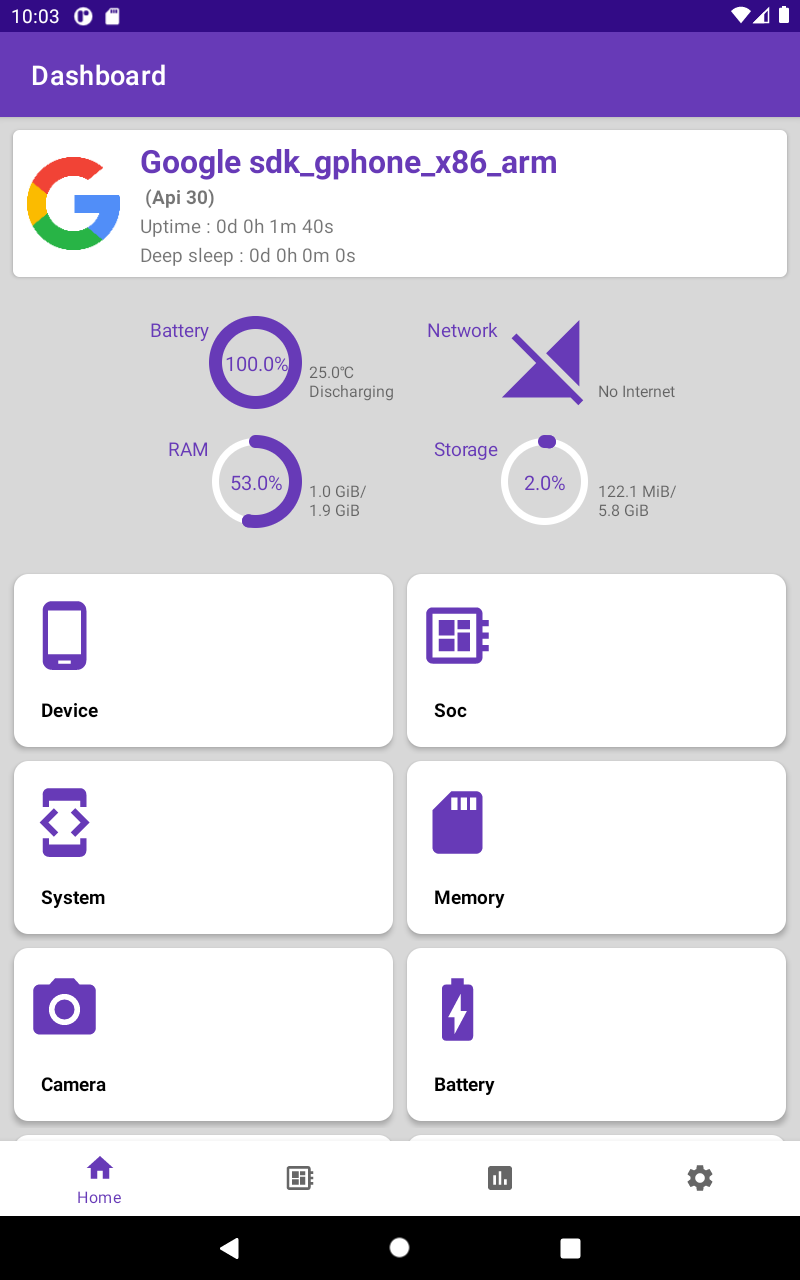 10:03
Dashboard
Google sdk_gphone_x86_arm
(Api 30)
Uptime : 0d 0h 1m 40s
Deep sleep : 0d 0h 0m 0s
Battery
100.0%
25.0℃
Discharging
Network
No Internet
RAM
53.0%
1.0 GiB/
1.9 GiB
Storage
2.0%
122.1 MiB/
5.8 GiB
Device
Soc
System
Memory
Camera
Battery
Home